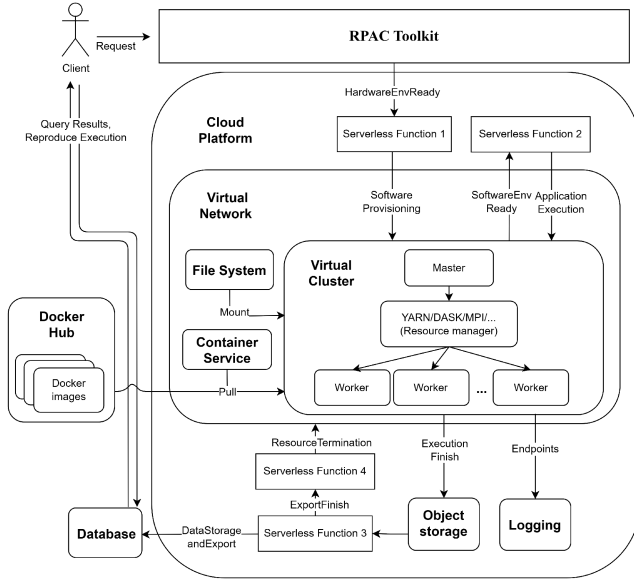 RPAC Toolkit
Request
Client
HardwareEnvReady
Query Results,
Reproduce Execution
Cloud
Platform
Serverless Function 1
Serverless Function 2
Virtual
Network
Software
Provisioning
SoftwareEnv
Ready
Application
Execution
File System
Virtual
Cluster
Master
Mount
Docker
Hub
YARN/DASK/MPI/...
(Resource manager)
Container
Service
Docker
images
Pull
Worker
Worker
...
Worker
ResourceTermination
Execution
Finish
Endpoints
Serverless Function 4
ExportFinish
Database
DataStorage
andExport
Serverless Function 3
Object
storage
Logging